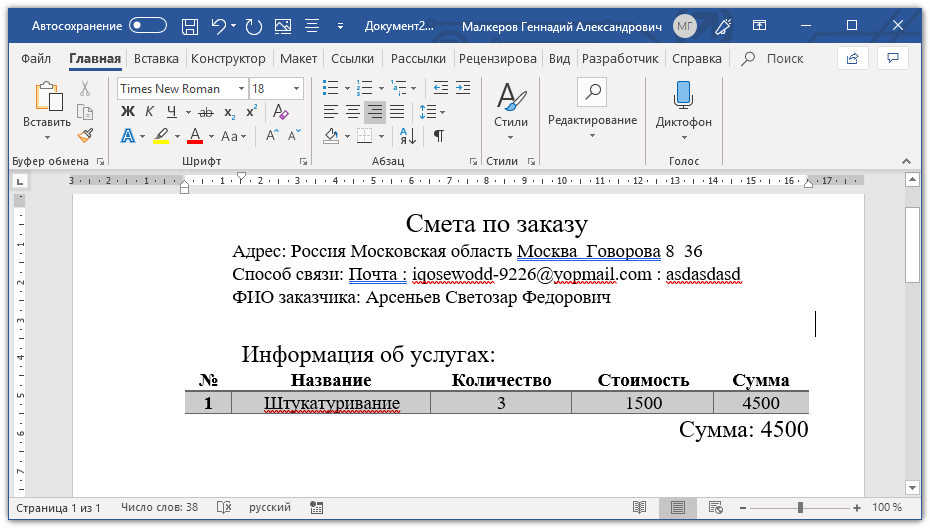 Автосохранение Документ2... Малкеров Геннадий Александрович МГ
Файл Главная Вставка Конструктор Макет Ссылки Рассылки Рецензирова Вид Разработчик Справка Поиск
Times New Roman 18
Вставить Ж К Ч ab x₂ x² Стили Редактирование Диктофон
А А Aa А А А Я ¶
Буфер обмена Шрифт Абзац Стили Голос
3 2 1 1 2 3 4 5 6 7 8 9 10 11 12 13 14 15 16 17
Смета по заказу
Адрес: Россия Московская область Москва Говорова 8 36
Способ связи: Почта : iqosewodd-9226@yopmail.com : asdasdasd
ФИО заказчика: Арсеньев Светозар Федорович
Информация об услугах:
№ Название Количество Стоимость Сумма
1 Штукатуривание 3 1500 4500
Сумма: 4500
Страница 1 из 1 Число слов: 38 русский 100 %